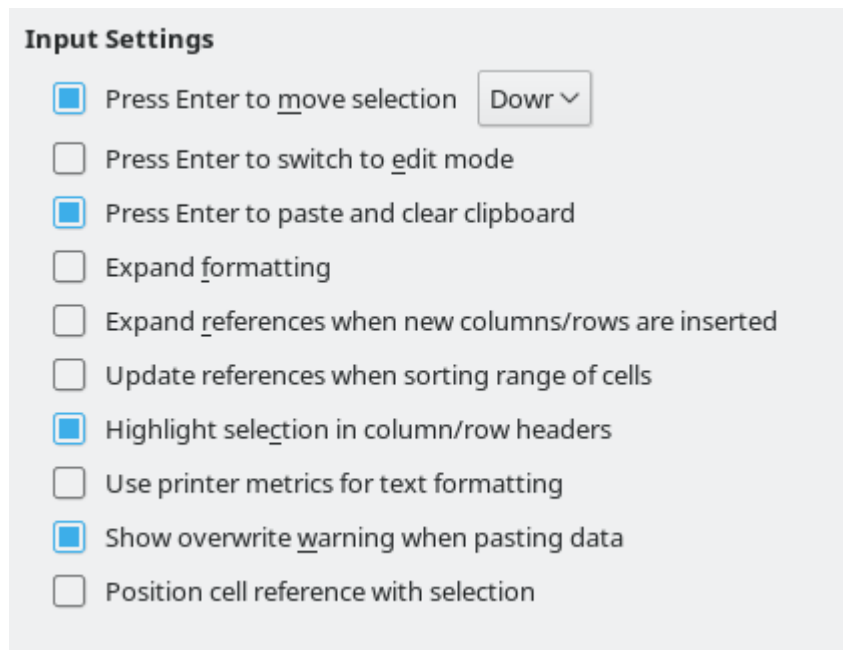 Input Settings
Press Enter to move selection Dowr
Press Enter to switch to edit mode
Press Enter to paste and clear clipboard
Expand formatting
Expand references when new columns/rows are inserted
Update references when sorting range of cells
Highlight selection in column/row headers
Use printer metrics for text formatting
Show overwrite warning when pasting data
Position cell reference with selection